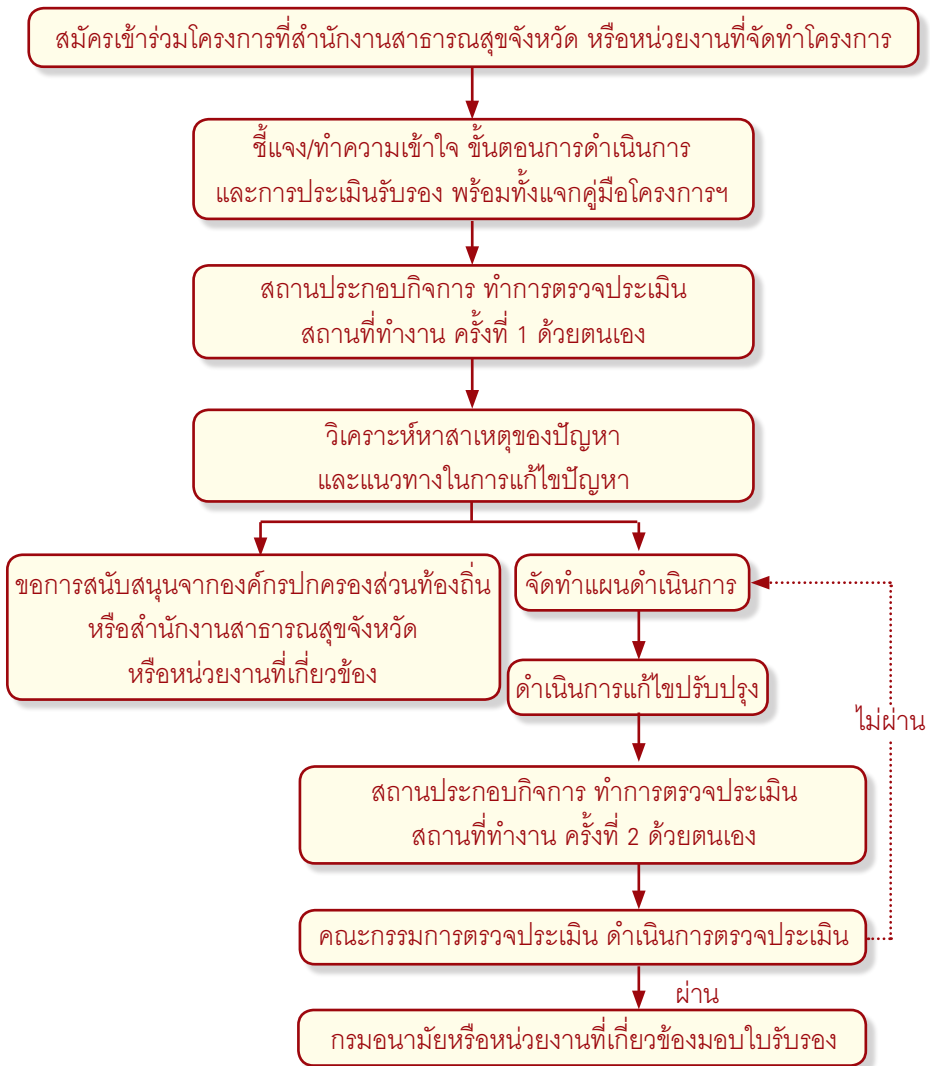 สมัครเข้าร่วมโครงการที่สำนักงานสาธารณสุขจังหวัด หรือหน่วยงานที่จัดทำโครงการ
ชี้แจง/ทำความเข้าใจ ขั้นตอนการดำเนินการ
และการประเมินรับรอง พร้อมทั้งแจกคู่มือโครงการฯ
สถานประกอบกิจการ ทำการตรวจประเมิน
สถานที่ทำงาน ครั้งที่ 1 ด้วยตนเอง
วิเคราะห์หาสาเหตุของปัญหา
และแนวทางในการแก้ไขปัญหา
ขอการสนับสนุนจากองค์กรปกครองส่วนท้องถิ่น
หรือสำนักงานสาธารณสุขจังหวัด
หรือหน่วยงานที่เกี่ยวข้อง
จัดทำแผนดำเนินการ
ดำเนินการแก้ไขปรับปรุง
ไม่ผ่าน
สถานประกอบกิจการ ทำการตรวจประเมิน
สถานที่ทำงาน ครั้งที่ 2 ด้วยตนเอง
คณะกรรมการตรวจประเมิน ดำเนินการตรวจประเมิน
ผ่าน
กรมอนามัยหรือหน่วยงานที่เกี่ยวข้องมอบใบรับรอง